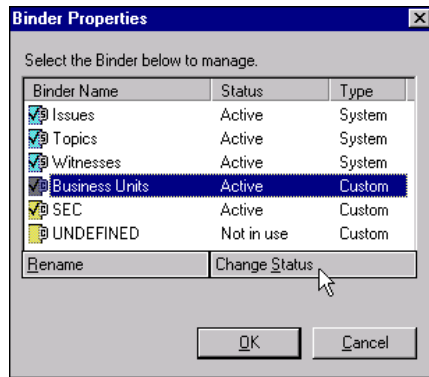 Binder Properties
Select the Binder below to manage.
Binder Name Status Type
Issues Active System
Topics Active System
Witnesses Active System
Business Units Active Custom
SEC Active Custom
UNDEFINED Not in use Custom
Rename Change Status
OK Cancel